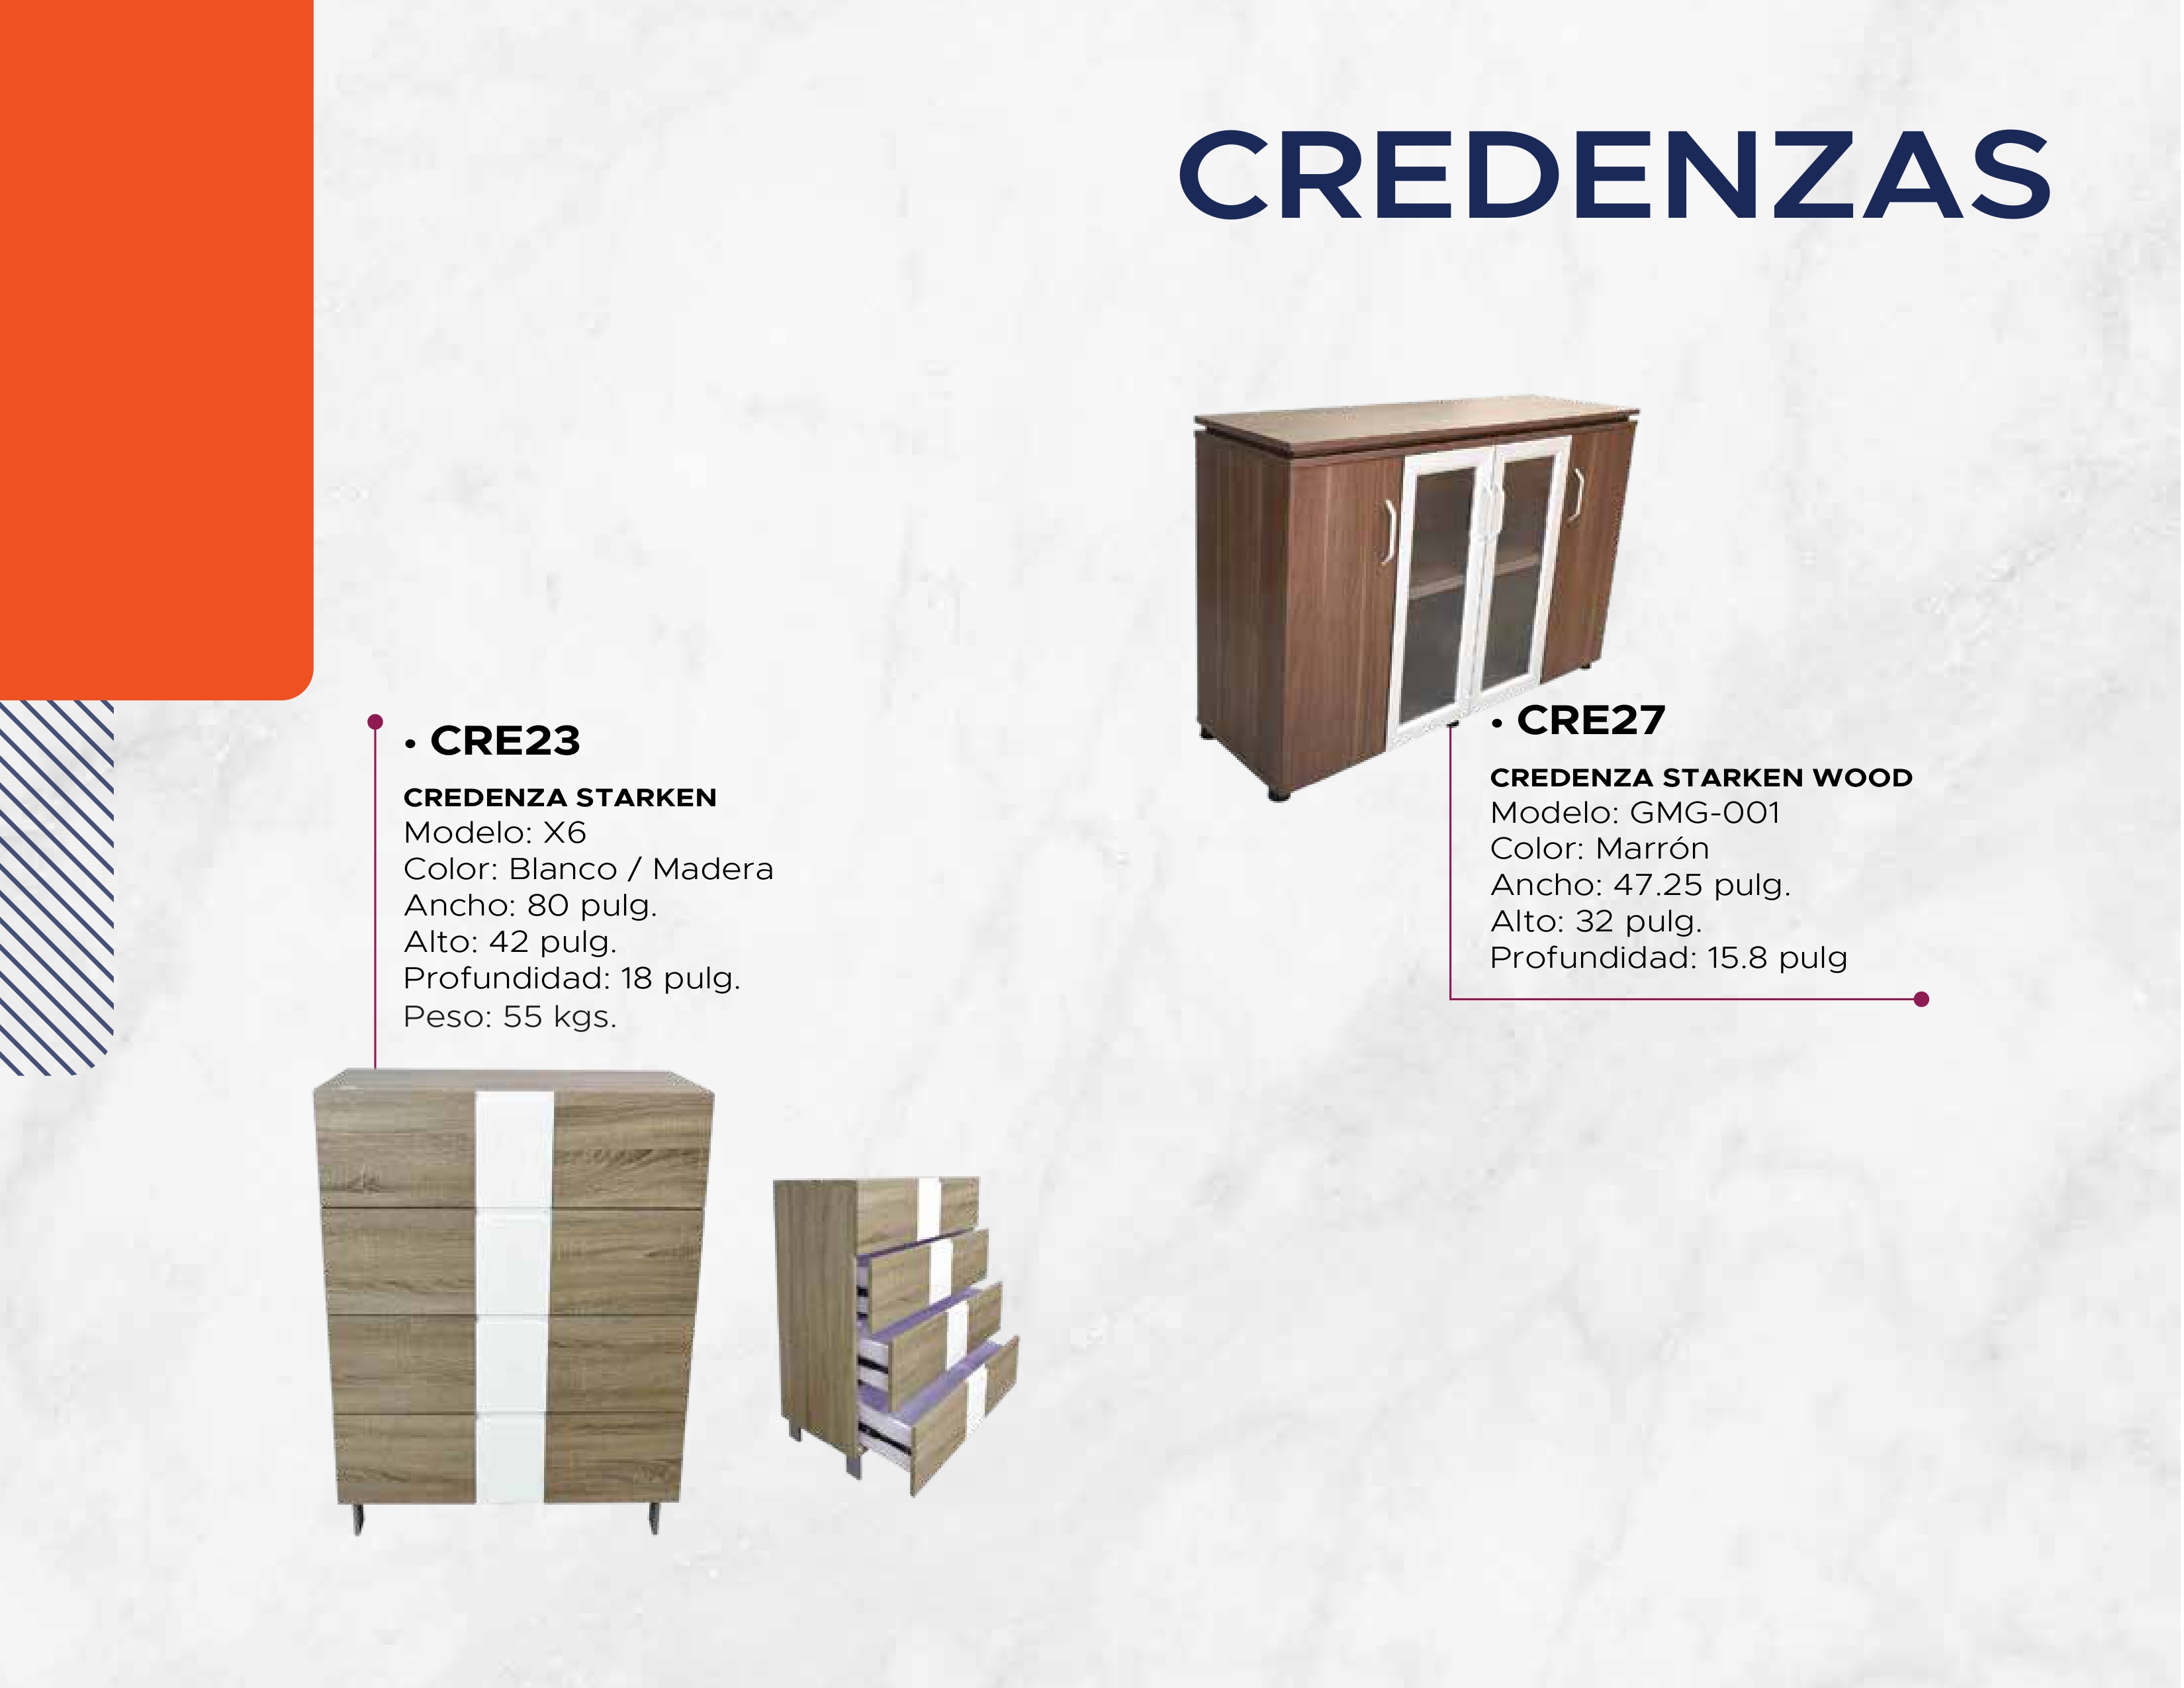 CREDENZAS
• CRE23
CREDENZA STARKEN
Modelo: X6
Color: Blanco / Madera
Ancho: 80 pulg.
Alto: 42 pulg.
Profundidad: 18 pulg.
Peso: 55 kgs.
• CRE27
CREDENZA STARKEN WOOD
Modelo: GMG-001
Color: Marrón
Ancho: 47.25 pulg.
Alto: 32 pulg.
Profundidad: 15.8 pulg